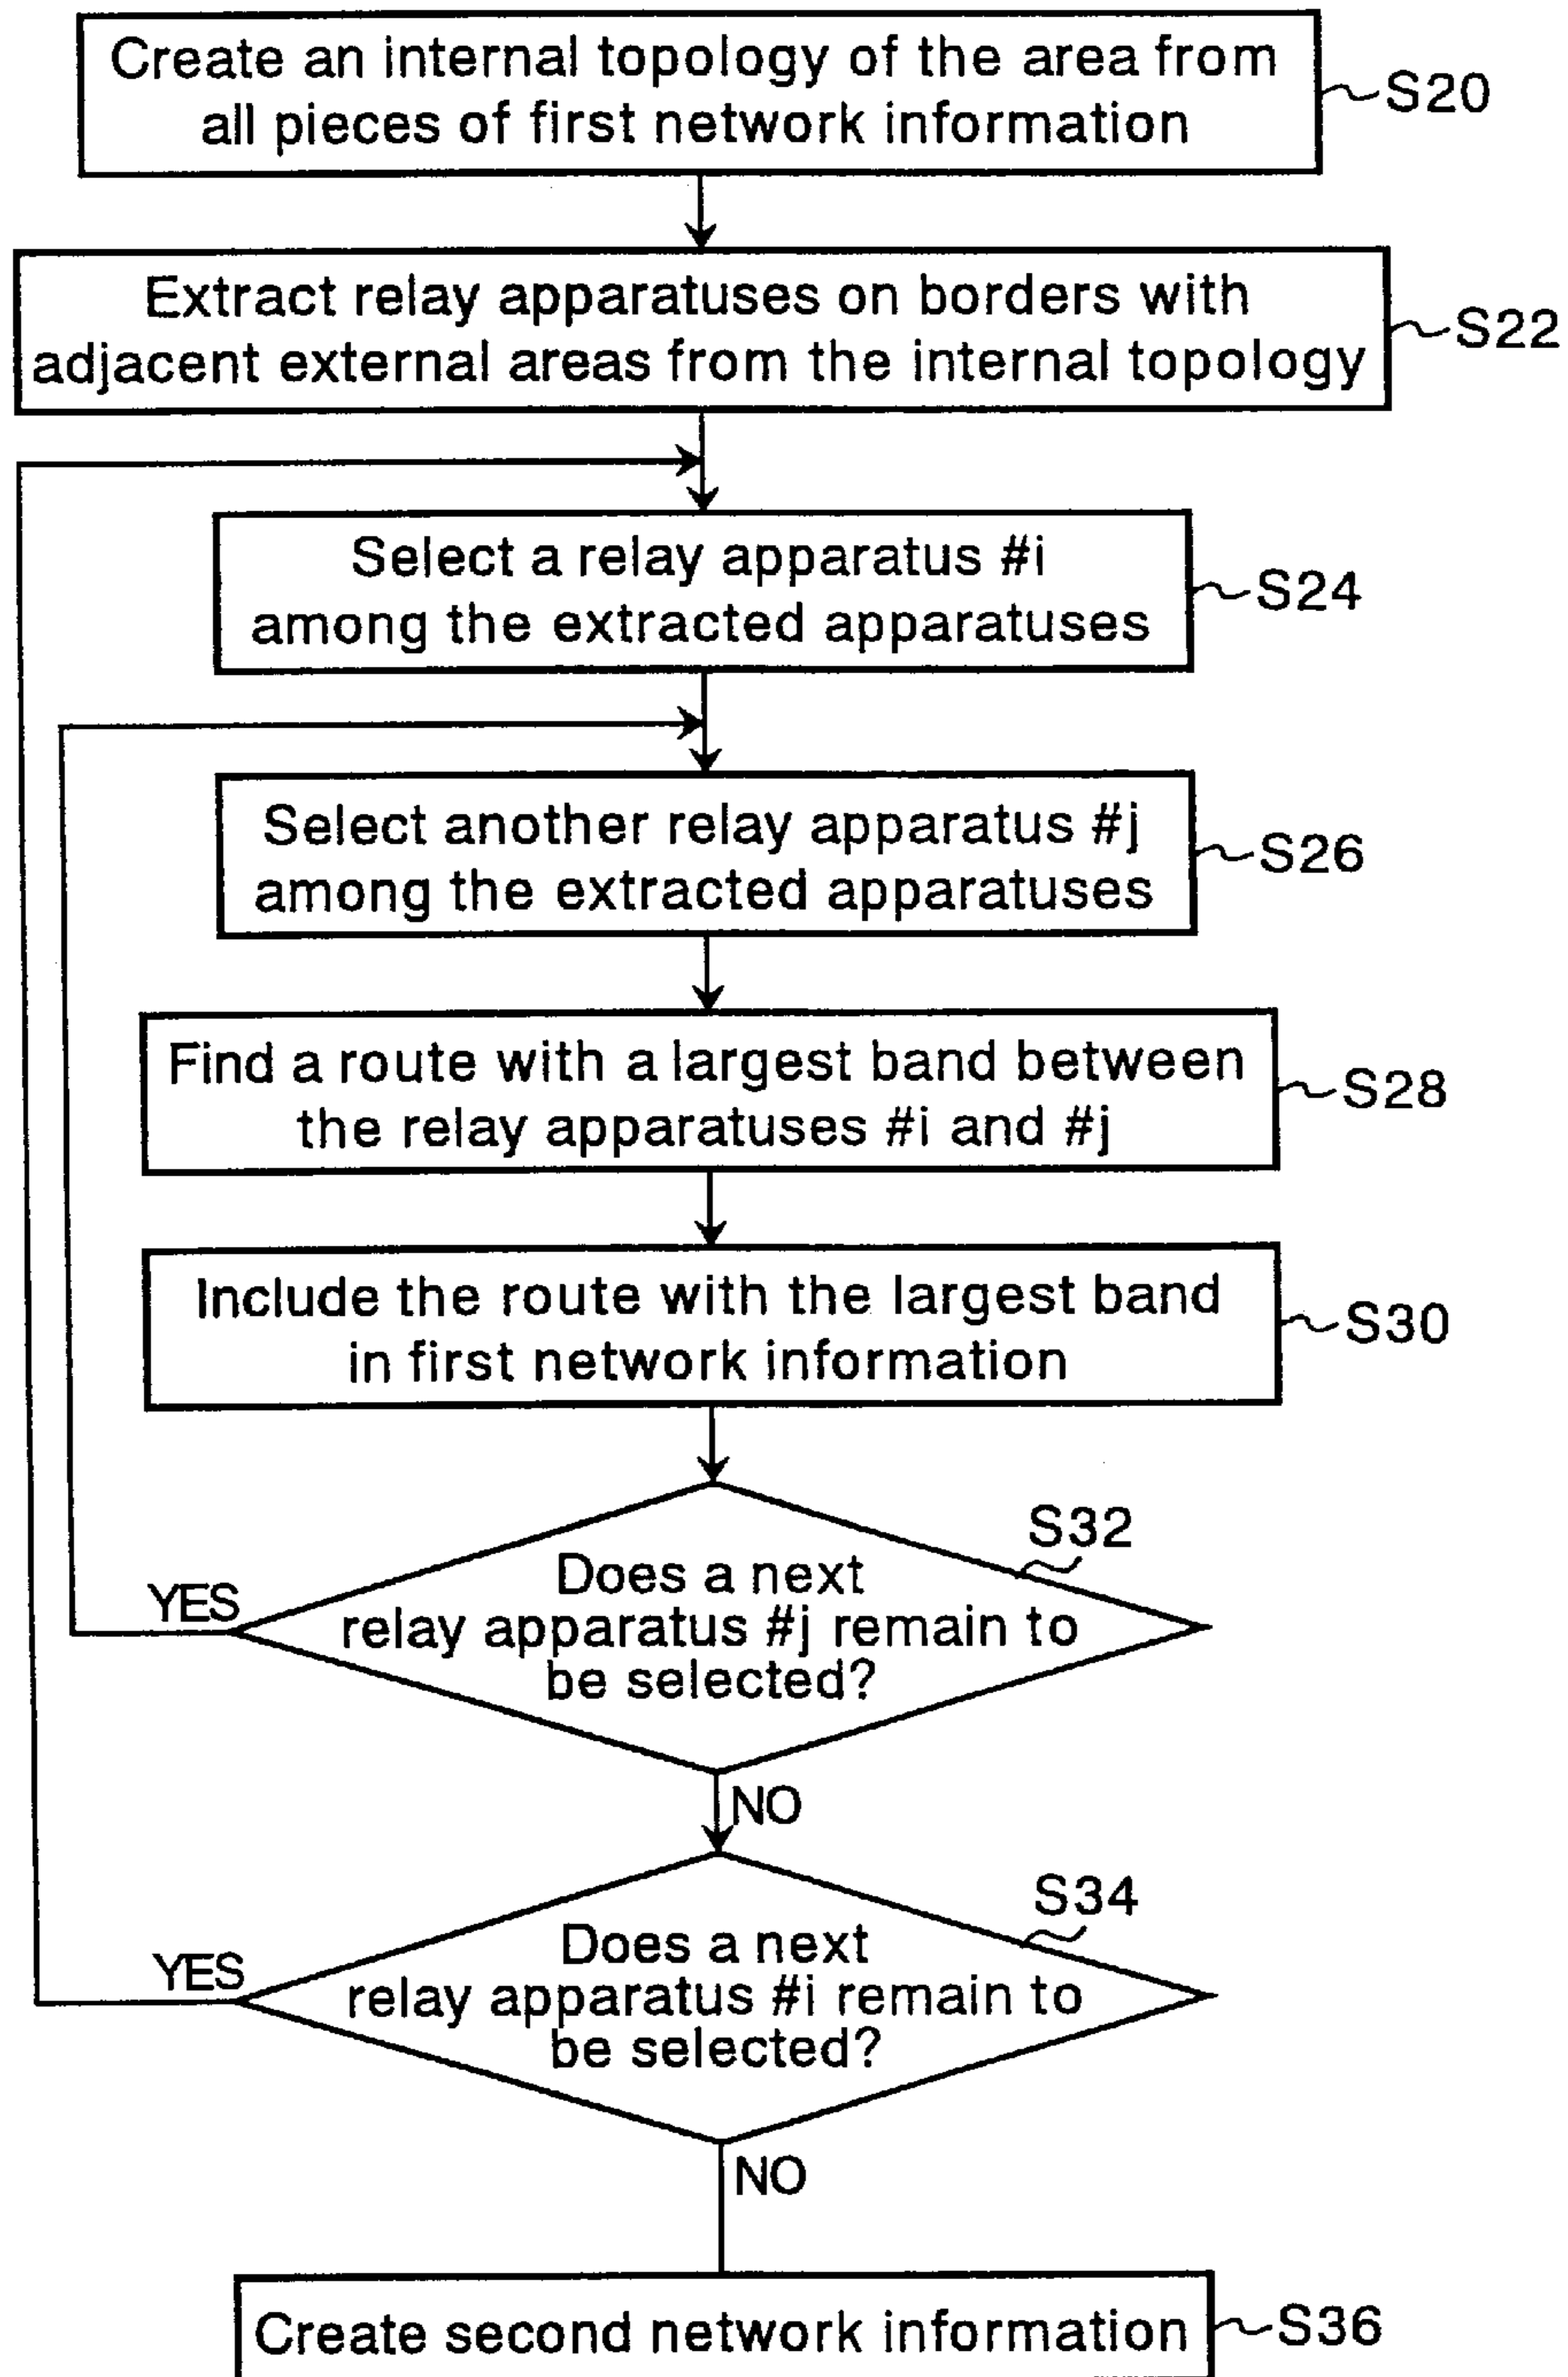 Create an internal topology of the area from
all pieces of first network information
S20
Extract relay apparatuses on borders with
adjacent external areas from the internal topology
S22
Select a relay apparatus #i
among the extracted apparatuses
S24
Select another relay apparatus #j
among the extracted apparatuses
S26
Find a route with a largest band between
the relay apparatuses #i and #j
S28
Include the route with the largest band
in first network information
S30
S32
Does a next
relay apparatus #j remain to
be selected?
YES
NO
S34
Does a next
relay apparatus #i remain to
be selected?
YES
NO
Create second network information
S36